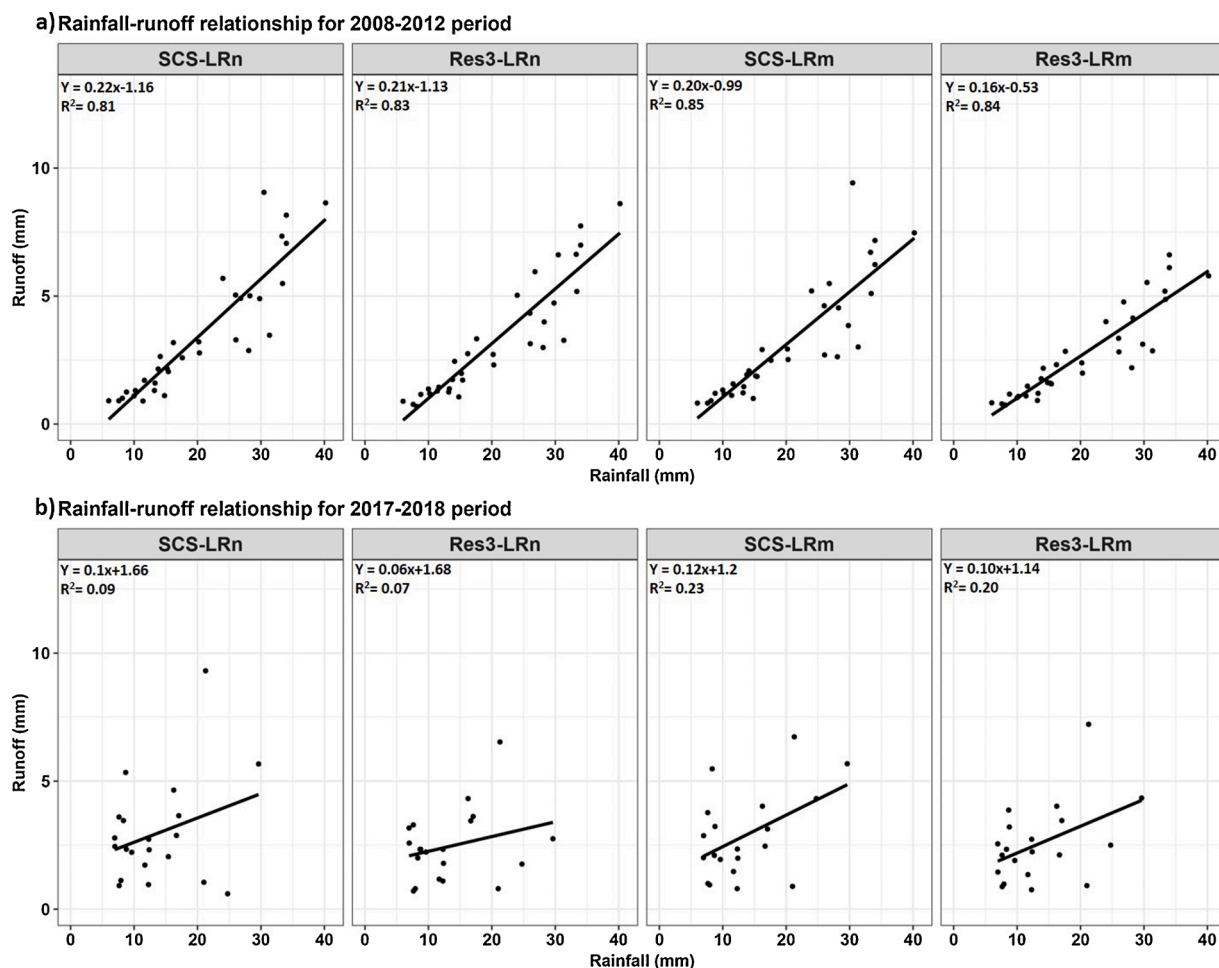 a) Rainfall-runoff relationship for 2008-2012 period
SCS-LRn Res3-LRn SCS-LRm Res3-LRm
Y = 0.22x-1.16 Y = 0.21x-1.13 Y = 0.20x-0.99 Y = 0.16x-0.53
R²= 0.81 R²= 0.83 R²= 0.85 R²= 0.84
10
5
0
Runoff (mm)
0 10 20 30 40 0 10 20 30 40 0 10 20 30 40 0 10 20 30 40
Rainfall (mm)
b) Rainfall-runoff relationship for 2017-2018 period
SCS-LRn Res3-LRn SCS-LRm Res3-LRm
Y = 0.1x+1.66 Y = 0.06x+1.68 Y = 0.12x+1.2 Y = 0.10x+1.14
R²= 0.09 R²= 0.07 R²= 0.23 R²= 0.20
10
5
0
Runoff (mm)
0 10 20 30 40 0 10 20 30 40 0 10 20 30 40 0 10 20 30 40
Rainfall (mm)